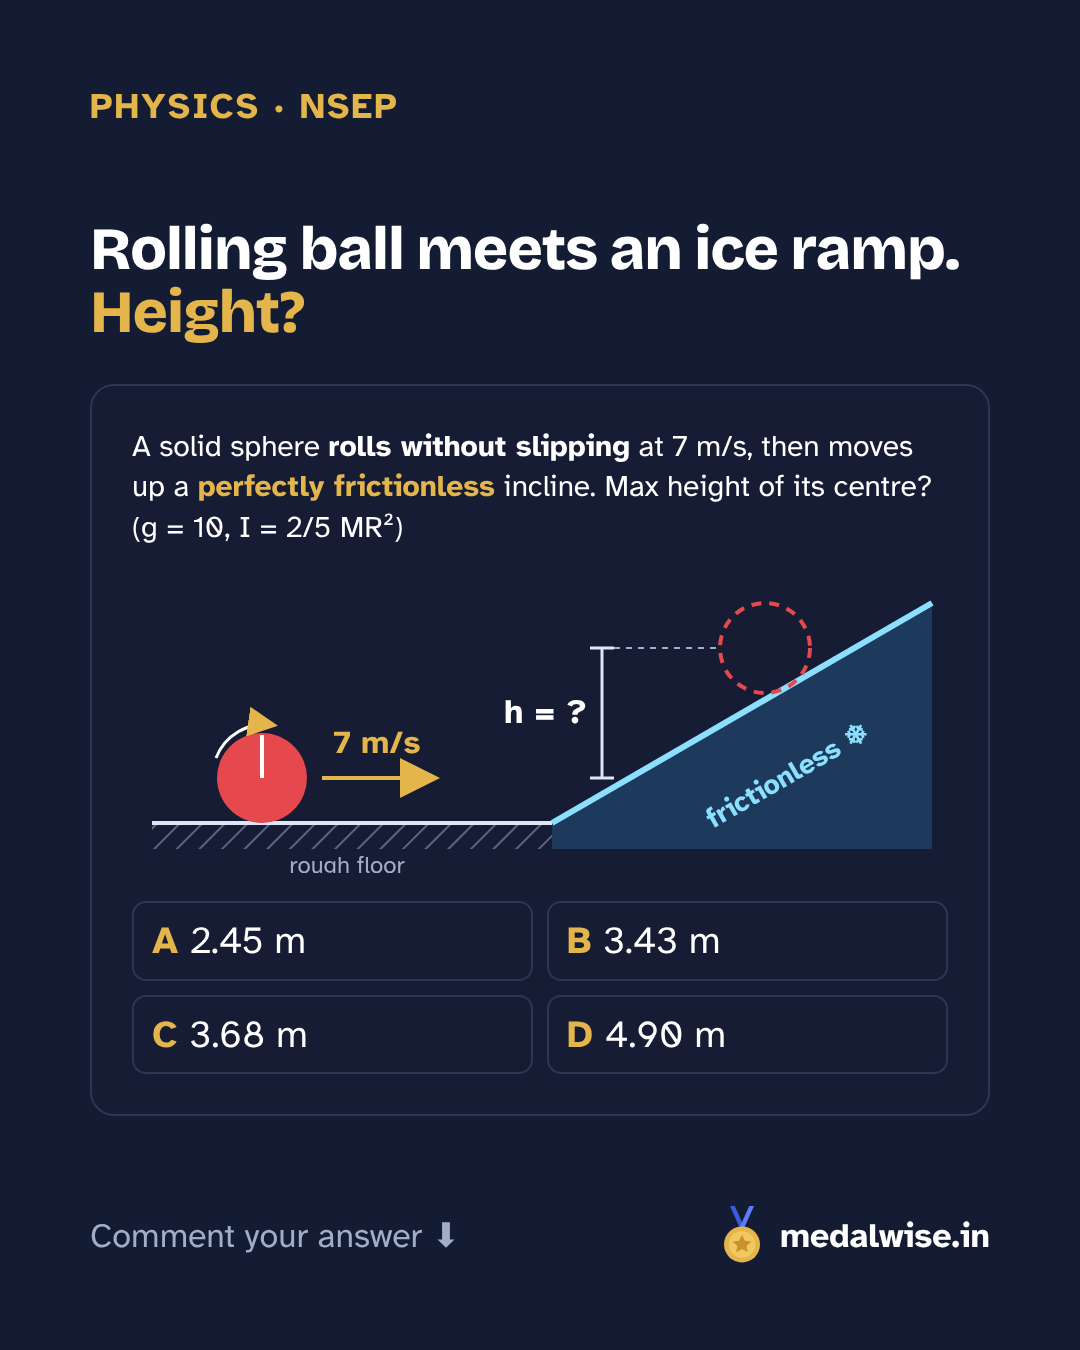 PHYSICS · NSEP
Rolling ball meets an ice ramp.
Height?
A solid sphere rolls without slipping at 7 m/s, then moves
up a perfectly frictionless incline. Max height of its centre?
(g = 10, I = 2/5 MR²)
h = ?
7 m/s
frictionless ❄
rough floor
A 2.45 m
B 3.43 m
C 3.68 m
D 4.90 m
Comment your answer ⬇
medalwise.in